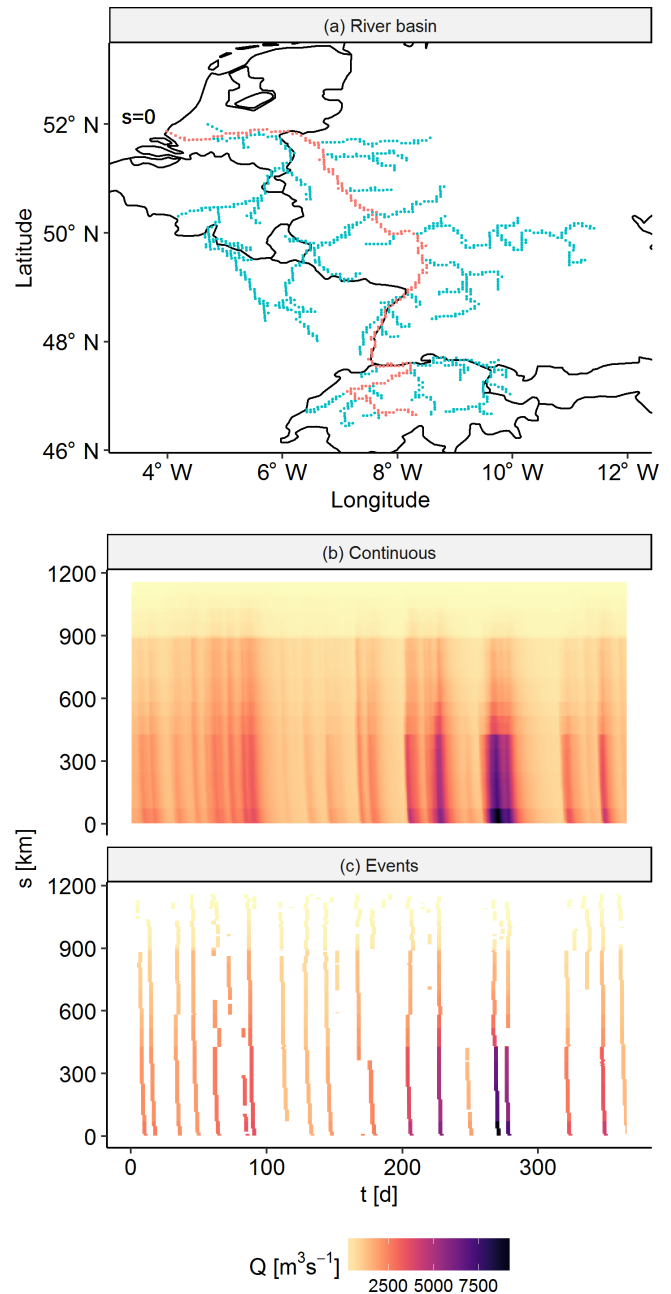 (a) River basin
s=0
52° N
50° N
48° N
46° N
Latitude
4° W 6° W 8° W 10° W 12° W
Longitude
(b) Continuous
1200
900
600
300
0
s [km]
(c) Events
1200
900
600
300
0
0 100 200 300
t [d]
Q [m³s⁻¹]
2500 5000 7500